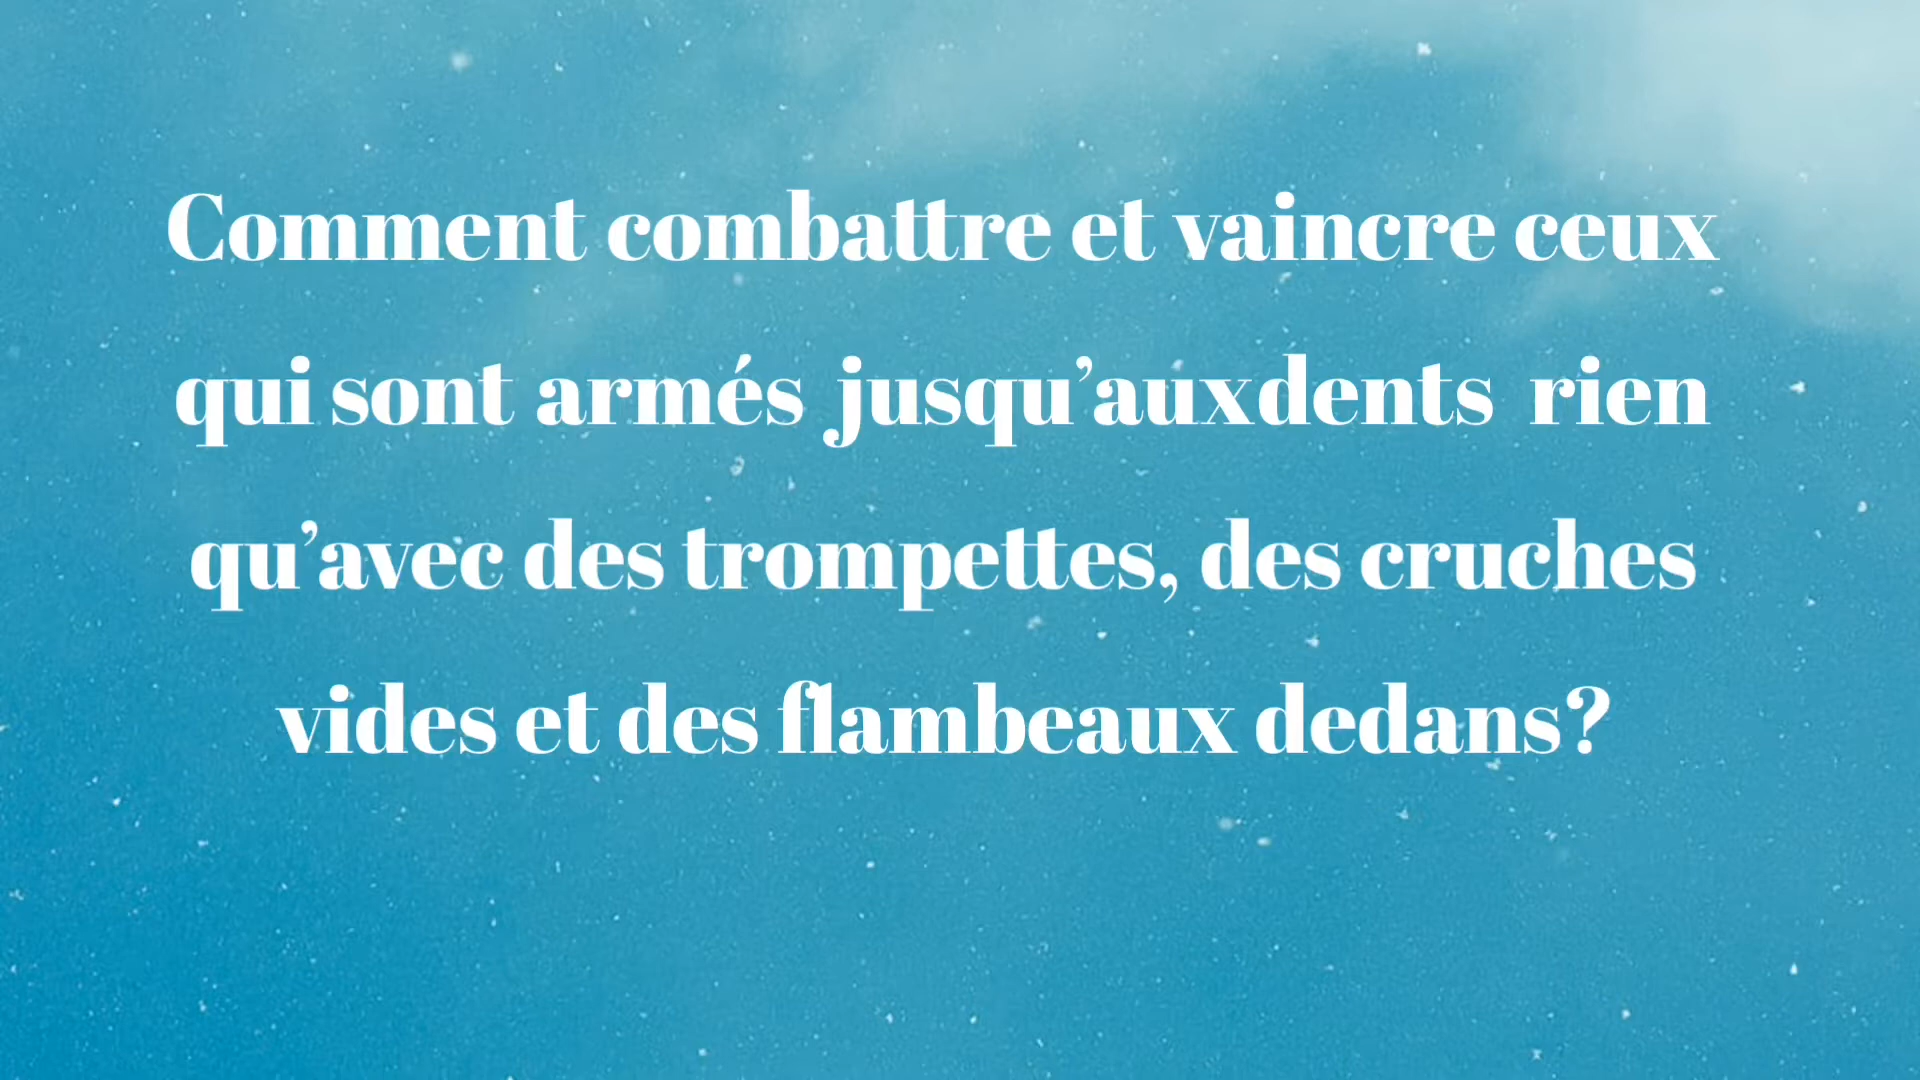 Comment combattre et vaincre ceux
qui sont armés jusqu’auxdents rien
qu’avec des trompettes, des cruches
vides et des flambeaux dedans?